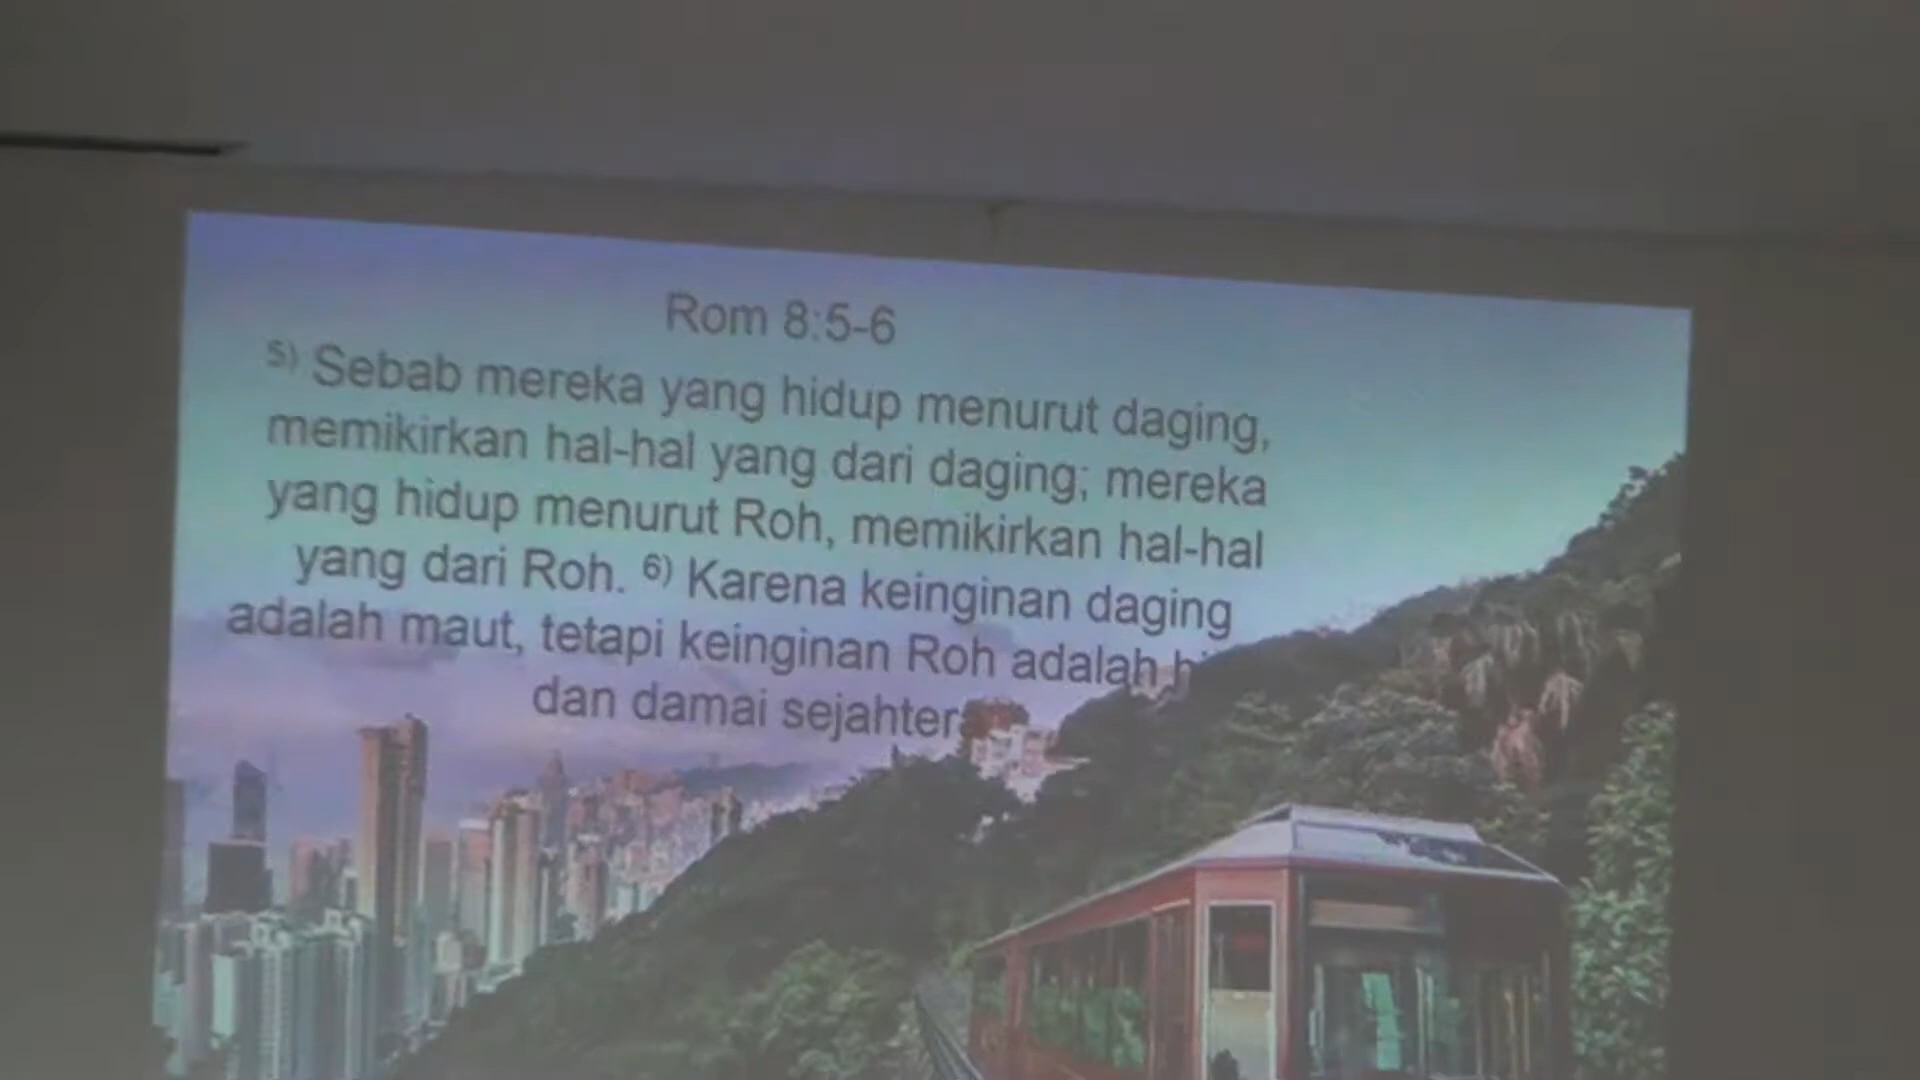 Rom 8:5-6
5) Sebab mereka yang hidup menurut daging,
memikirkan hal-hal yang dari daging; mereka
yang hidup menurut Roh, memikirkan hal-hal
yang dari Roh. 6) Karena keinginan daging
adalah maut, tetapi keinginan Roh adalah
dan damai sejahter